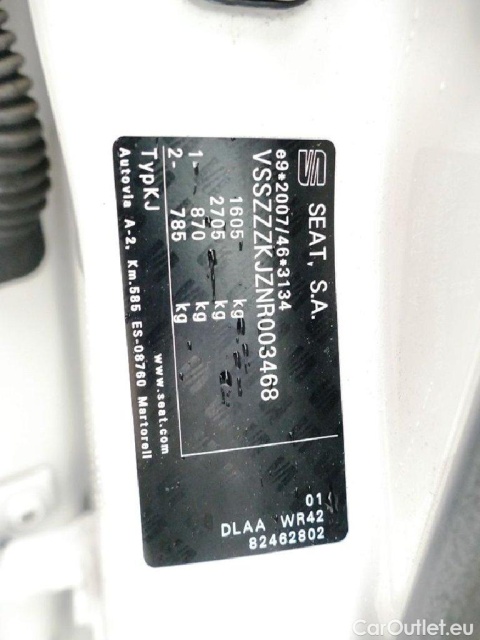 SEAT, S.A.
e9*2007/46*3134
VSSZZZKJZNR003468
1605 kg
2705 kg
1- 870 kg
2- 785 kg
TypKJ
www.seat.com
Autovia A-2, Km.585 ES-08760 Martorell
01
DLAA WR42
82462802
CarOutlet.eu